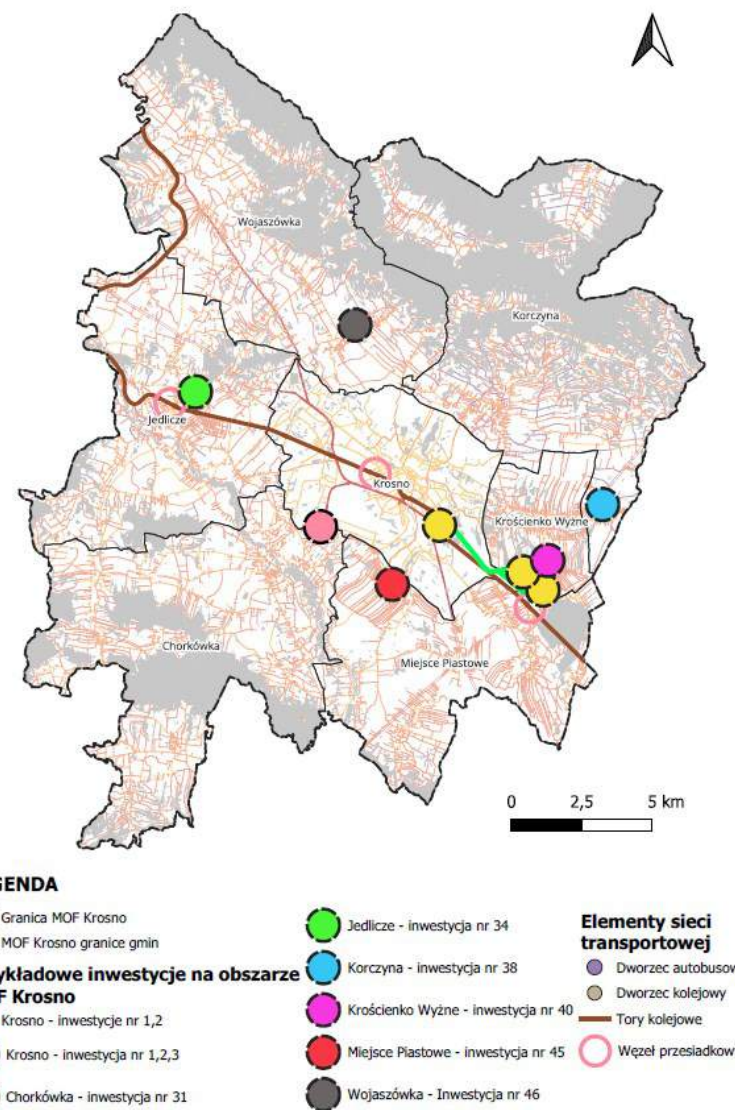 Wojaszówka
Korczyna
Jedlicze
Krosno
Krościenko Wyżne
Chorkówka
Miejsce Piastowe
0 2,5 5 km
GENDA
Granica MOF Krosno
MOF Krosno granice gmin
ykładowe inwestycje na obszarze
F Krosno
Krosno - inwestycje nr 1,2
Krosno - inwestycja nr 1,2,3
Chorkówka - inwestycja nr 31
Jedlicze - inwestycja nr 34
Korczyna - inwestycja nr 38
Krościenko Wyżne - inwestycja nr 40
Miejsce Piastowe - inwestycja nr 45
Wojaszówka - Inwestycja nr 46
Elementy sieci
transportowej
Dworzec autobusow
Dworzec kolejowy
Tory kolejowe
Węzeł przesiadkow